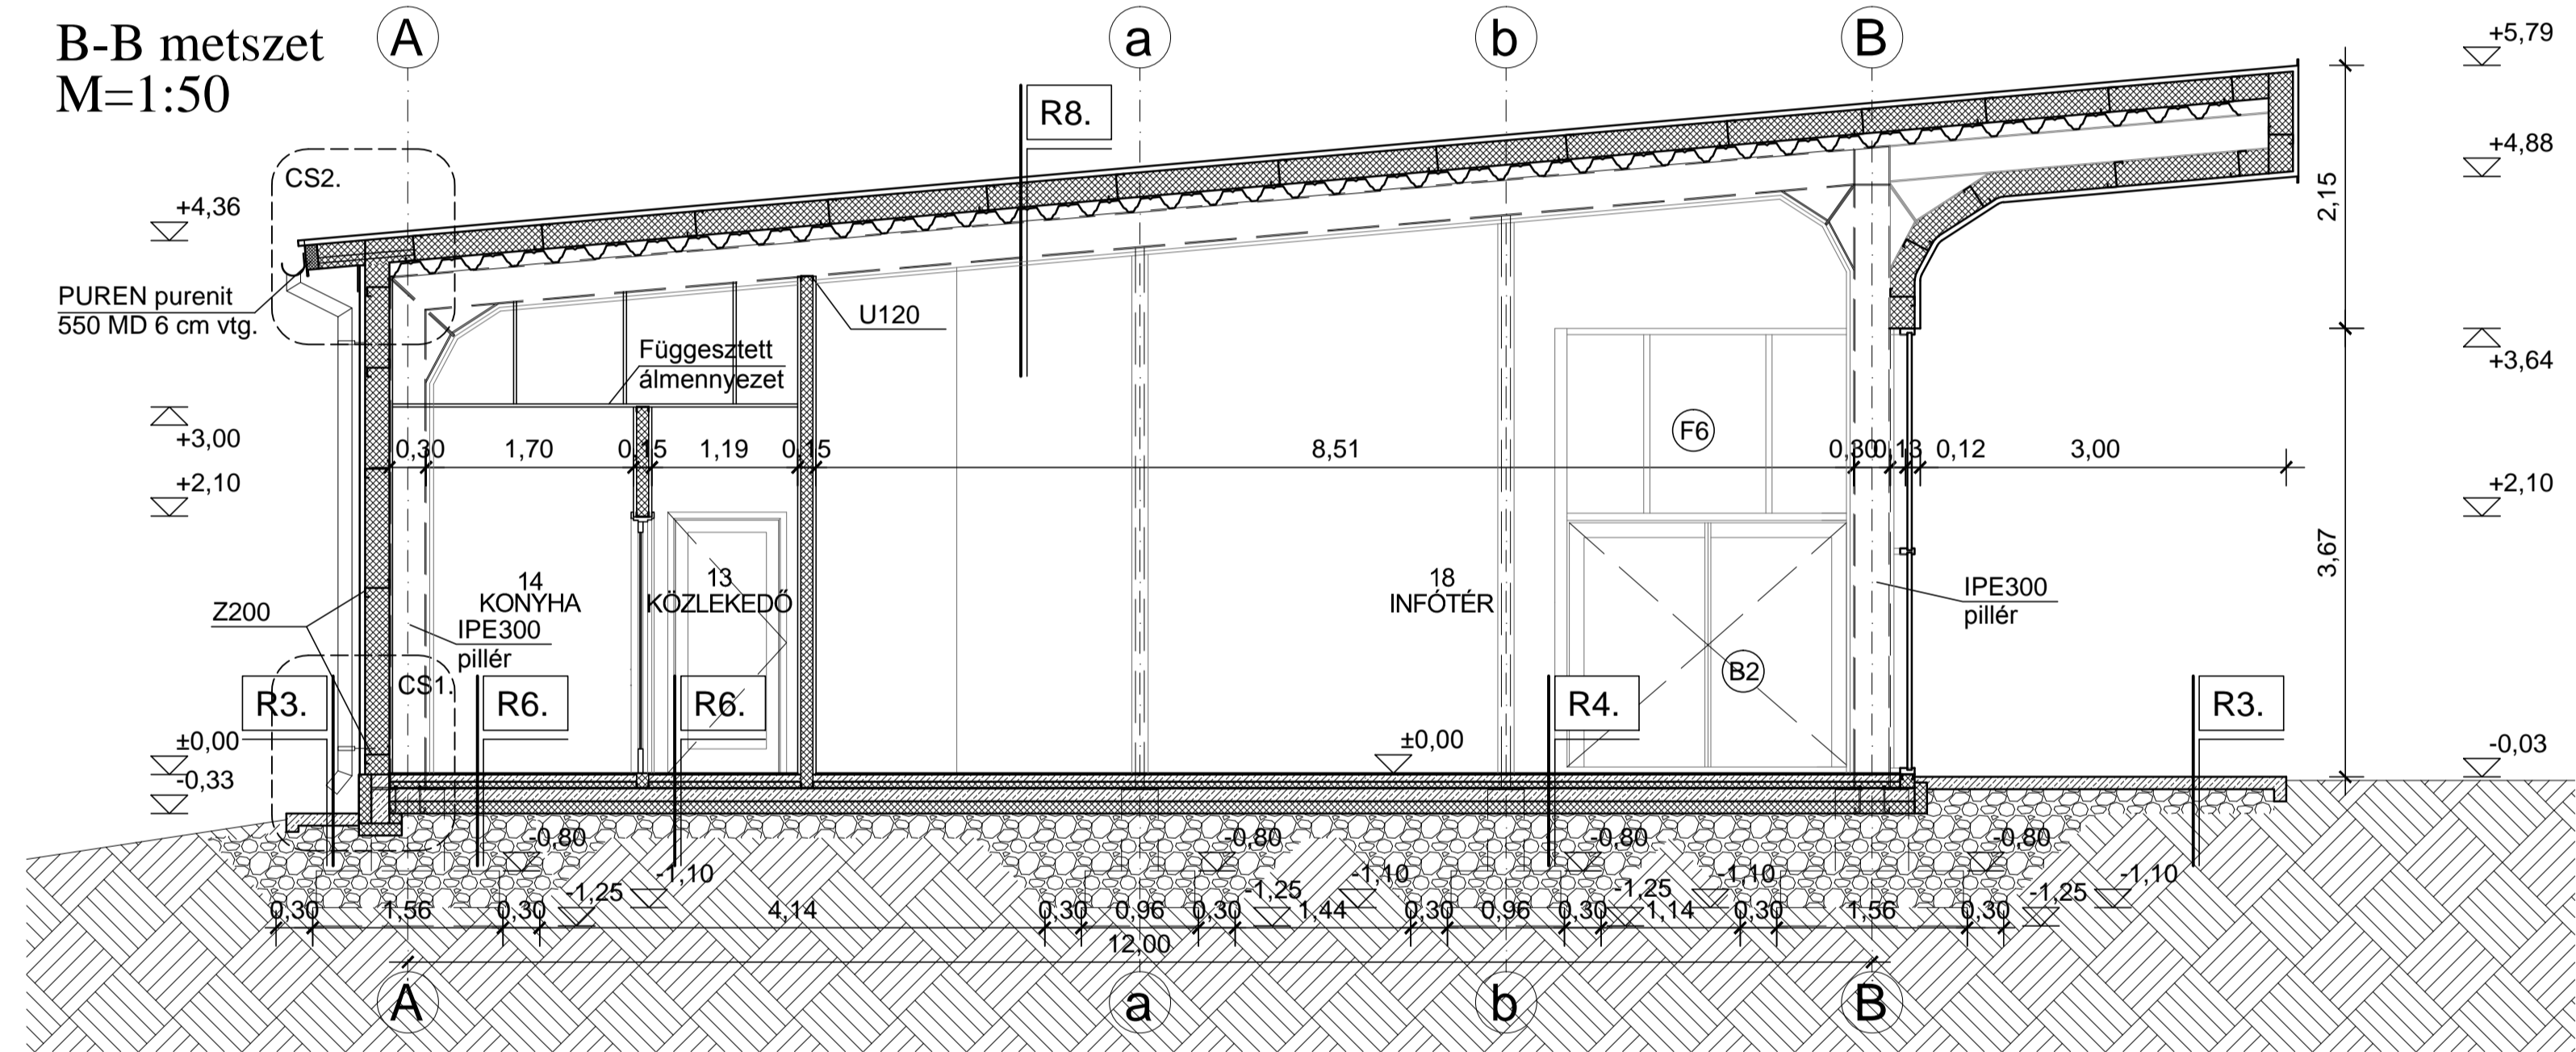 B-B metszet
M=1:50
A
a
b
B
+5,79
R8.
+4,88
CS2.
+4,36
2,15
PUREN purenit
550 MD 6 cm vtg.
U120
Függesztett
álmennyezet
+3,64
+3,00
F6
0,30
1,70
0,15
1,19
0,15
8,51
0,30
0,13
0,12
3,00
+2,10
+2,10
3,67
14
KONYHA
13
KÖZLEKEDŐ
18
INFÓTÉR
IPE300
pillér
Z200
IPE300
pillér
B2
CS1.
R3.
R6.
R6.
R4.
R3.
±0,00
±0,00
-0,03
-0,33
-0,80
-0,80
-0,80
-0,80
-1,10
-1,10
-1,10
-1,10
-1,25
-1,25
-1,25
-1,25
0,30
1,56
0,30
4,14
0,30
0,96
0,30
1,44
0,30
0,96
0,30
1,14
0,30
1,56
0,30
12,00
A
a
b
B